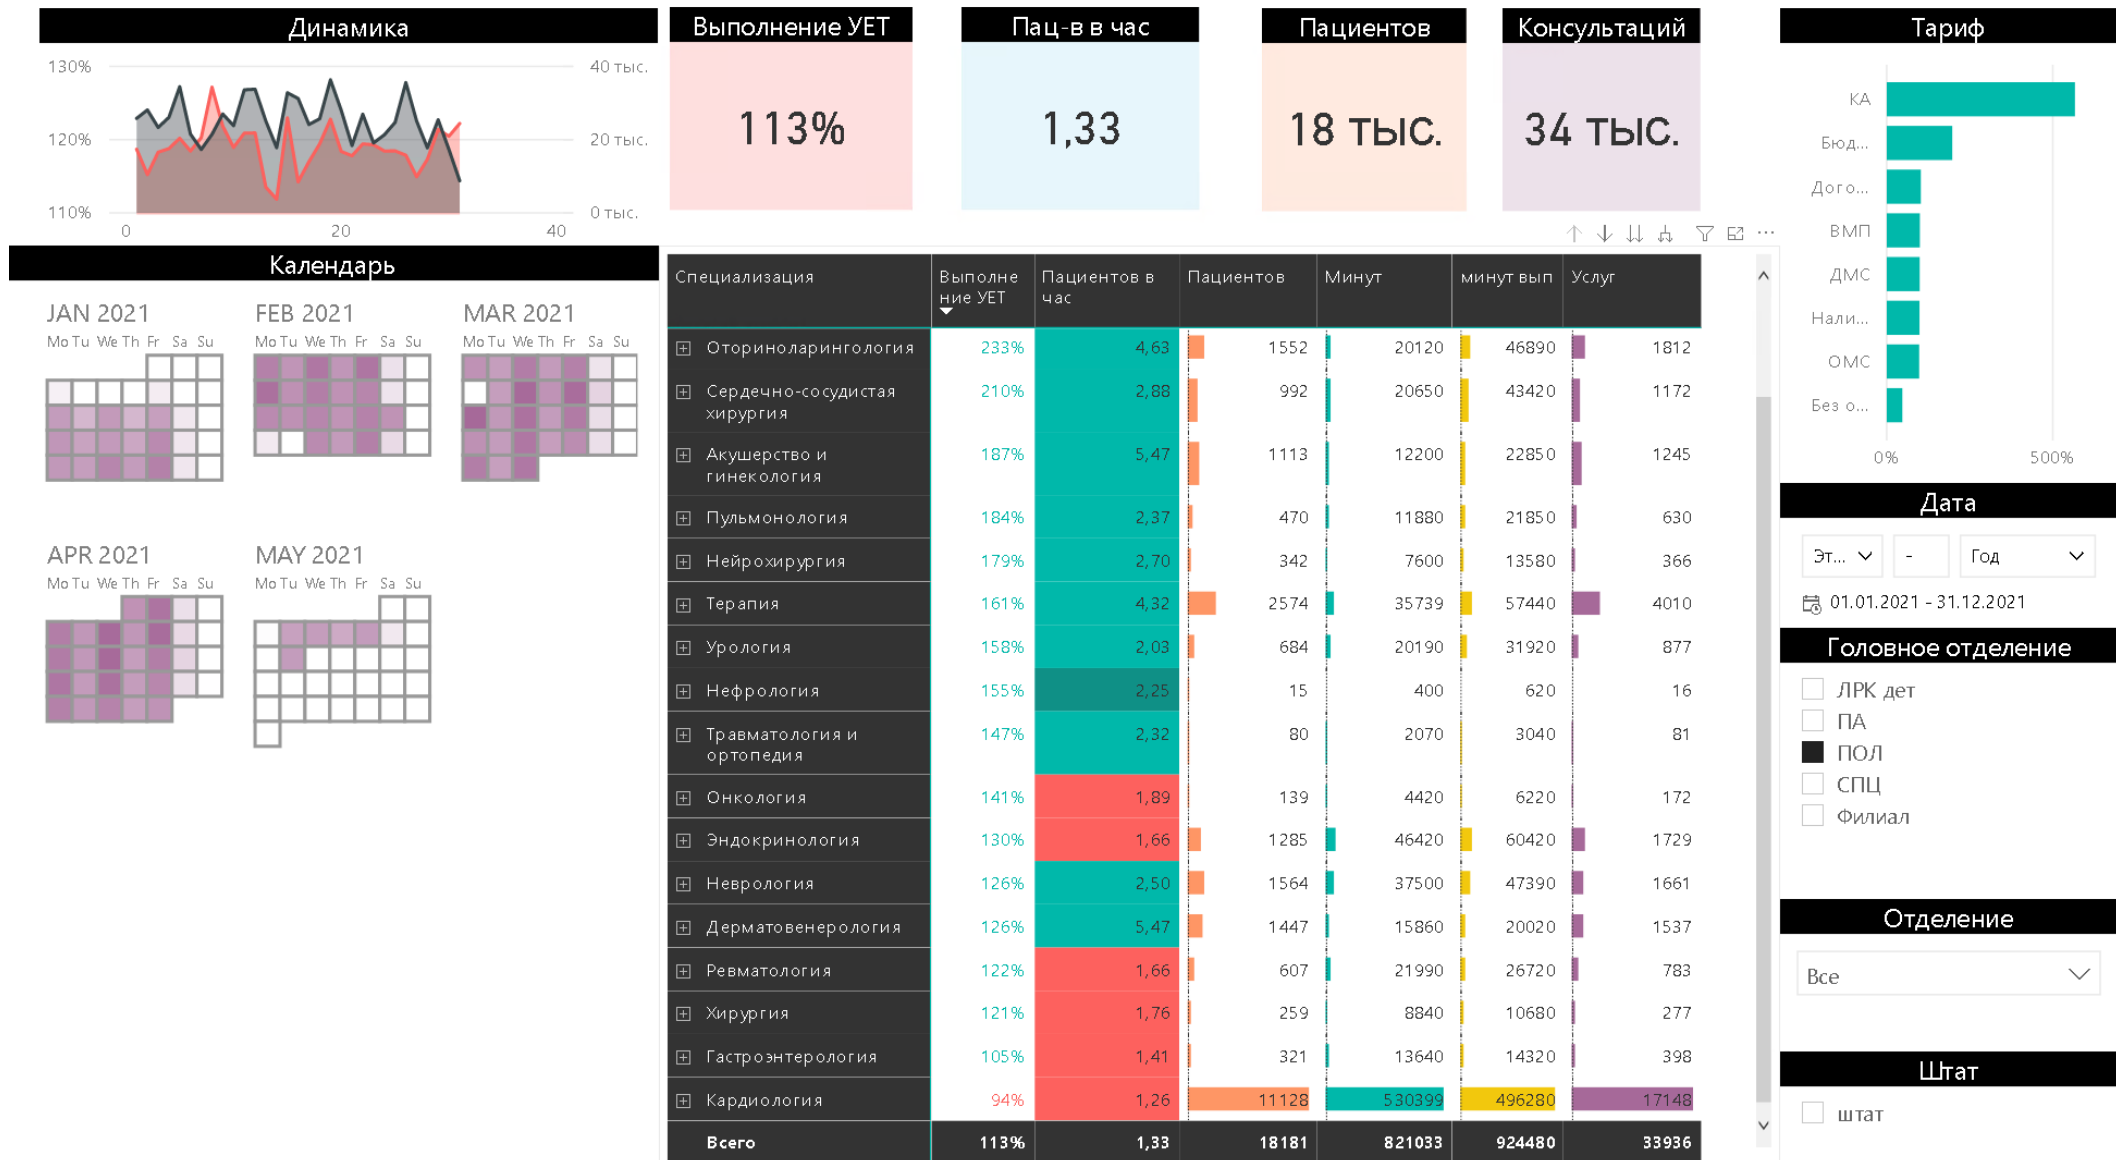 Динамика
130%
120%
110%
40 тыс.
20 тыс.
0 тыс.
0 20 40
Выполнение УЕТ
113%
Пац-в в час
1,33
Пациентов
18 тыс.
Консультаций
34 тыс.
Календарь
JAN 2021
Mo Tu We Th Fr Sa Su
FEB 2021
Mo Tu We Th Fr Sa Su
MAR 2021
Mo Tu We Th Fr Sa Su
APR 2021
Mo Tu We Th Fr Sa Su
MAY 2021
Mo Tu We Th Fr Sa Su
Специализация Выполне Пациентов в Пациентов Минут минут вып Услуг
ние УЕТ час
Оториноларингология 233% 4,63 1552 20120 46890 1812
Сердечно-сосудистая 210% 2,88 992 20650 43420 1172
хирургия
Акушерство и 187% 5,47 1113 12200 22850 1245
гинекология
Пульмонология 184% 2,37 470 11880 21850 630
Нейрохирургия 179% 2,70 342 7600 13580 366
Терапия 161% 4,32 2574 35739 57440 4010
Урология 158% 2,03 684 20190 31920 877
Нефрология 155% 2,25 15 400 620 16
Травматология и 147% 2,32 80 2070 3040 81
ортопедия
Онкология 141% 1,89 139 4420 6220 172
Эндокринология 130% 1,66 1285 46420 60420 1729
Неврология 126% 2,50 1564 37500 47390 1661
Дерматовенерология 126% 5,47 1447 15860 20020 1537
Ревматология 122% 1,66 607 21990 26720 783
Хирургия 121% 1,76 259 8840 10680 277
Гастроэнтерология 105% 1,41 321 13640 14320 398
Кардиология 94% 1,26 11128 530399 496280 17148
Всего 113% 1,33 18181 821033 924480 33936
Тариф
КА
Бюд...
Дого...
ВМП
ДМС
Нали...
ОМС
Без о...
0% 500%
Дата
Эт... - Год
01.01.2021 - 31.12.2021
Головное отделение
ЛРК дет
ПА
ПОЛ
СПЦ
Филиал
Отделение
Все
Штат
штат